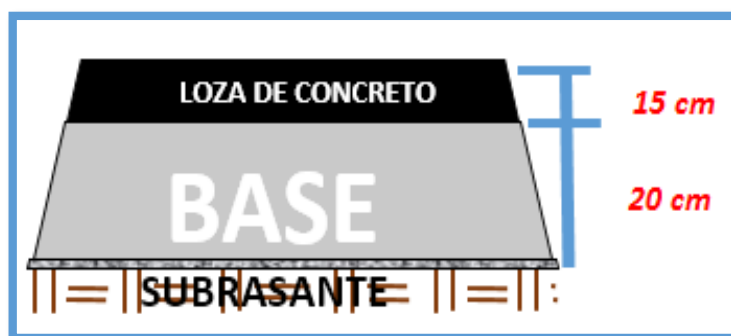 LOZA DE CONCRETO
15 cm
BASE
20 cm
SUBRASANTE